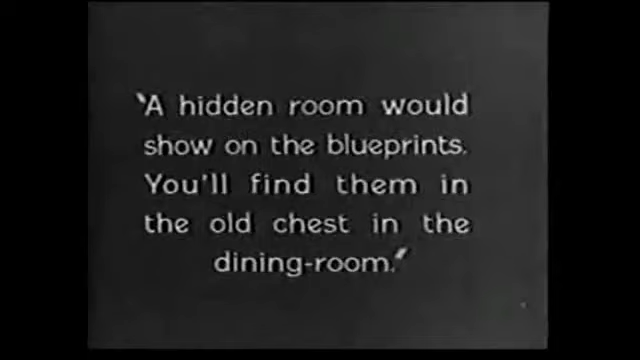 "A hidden room would
show on the blueprints.
You'll find them in
the old chest in the
dining-room."